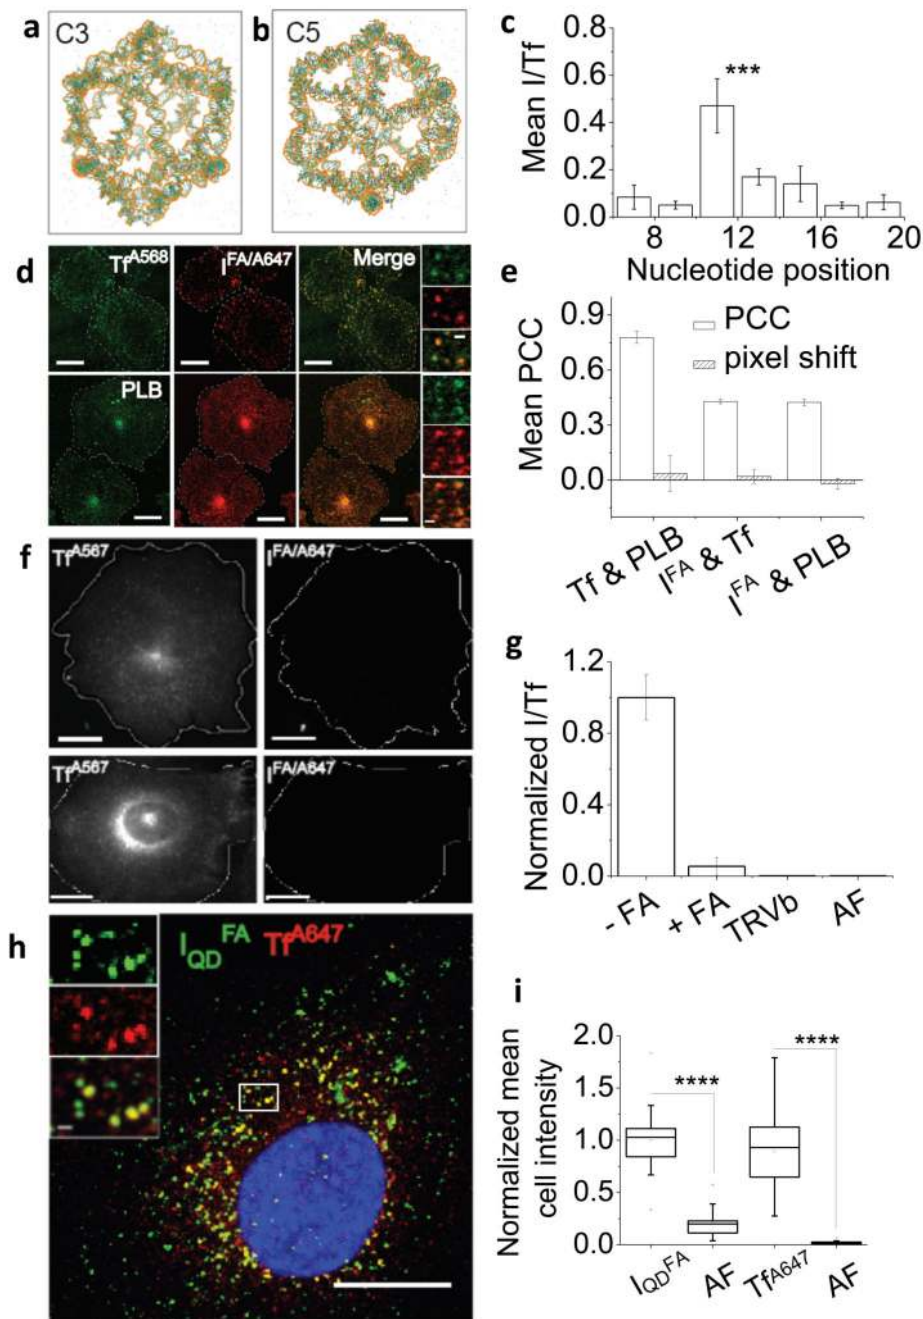 a
C3
b
C5
c
Mean I/Tf
0.8
0.6
0.4
0.2
0.0
***
8
12
16
20
Nucleotide position
d
Tf^A568
I^FA/A647
Merge
PLB
e
Mean PCC
0.9
0.6
0.3
0.0
PCC
pixel shift
Tf & PLB
I^FA & Tf
I^FA & PLB
f
Tf^A567
I^FA/A647
Tf^A567
I^FA/A647
g
Normalized I/Tf
1.2
0.8
0.4
0.0
- FA
+ FA
TRVb
AF
h
I_QD^FA
Tf^A647
i
Normalized mean
cell intensity
2.0
1.5
1.0
0.5
0.0
****
****
I_QD^FA
AF
Tf^A647
AF